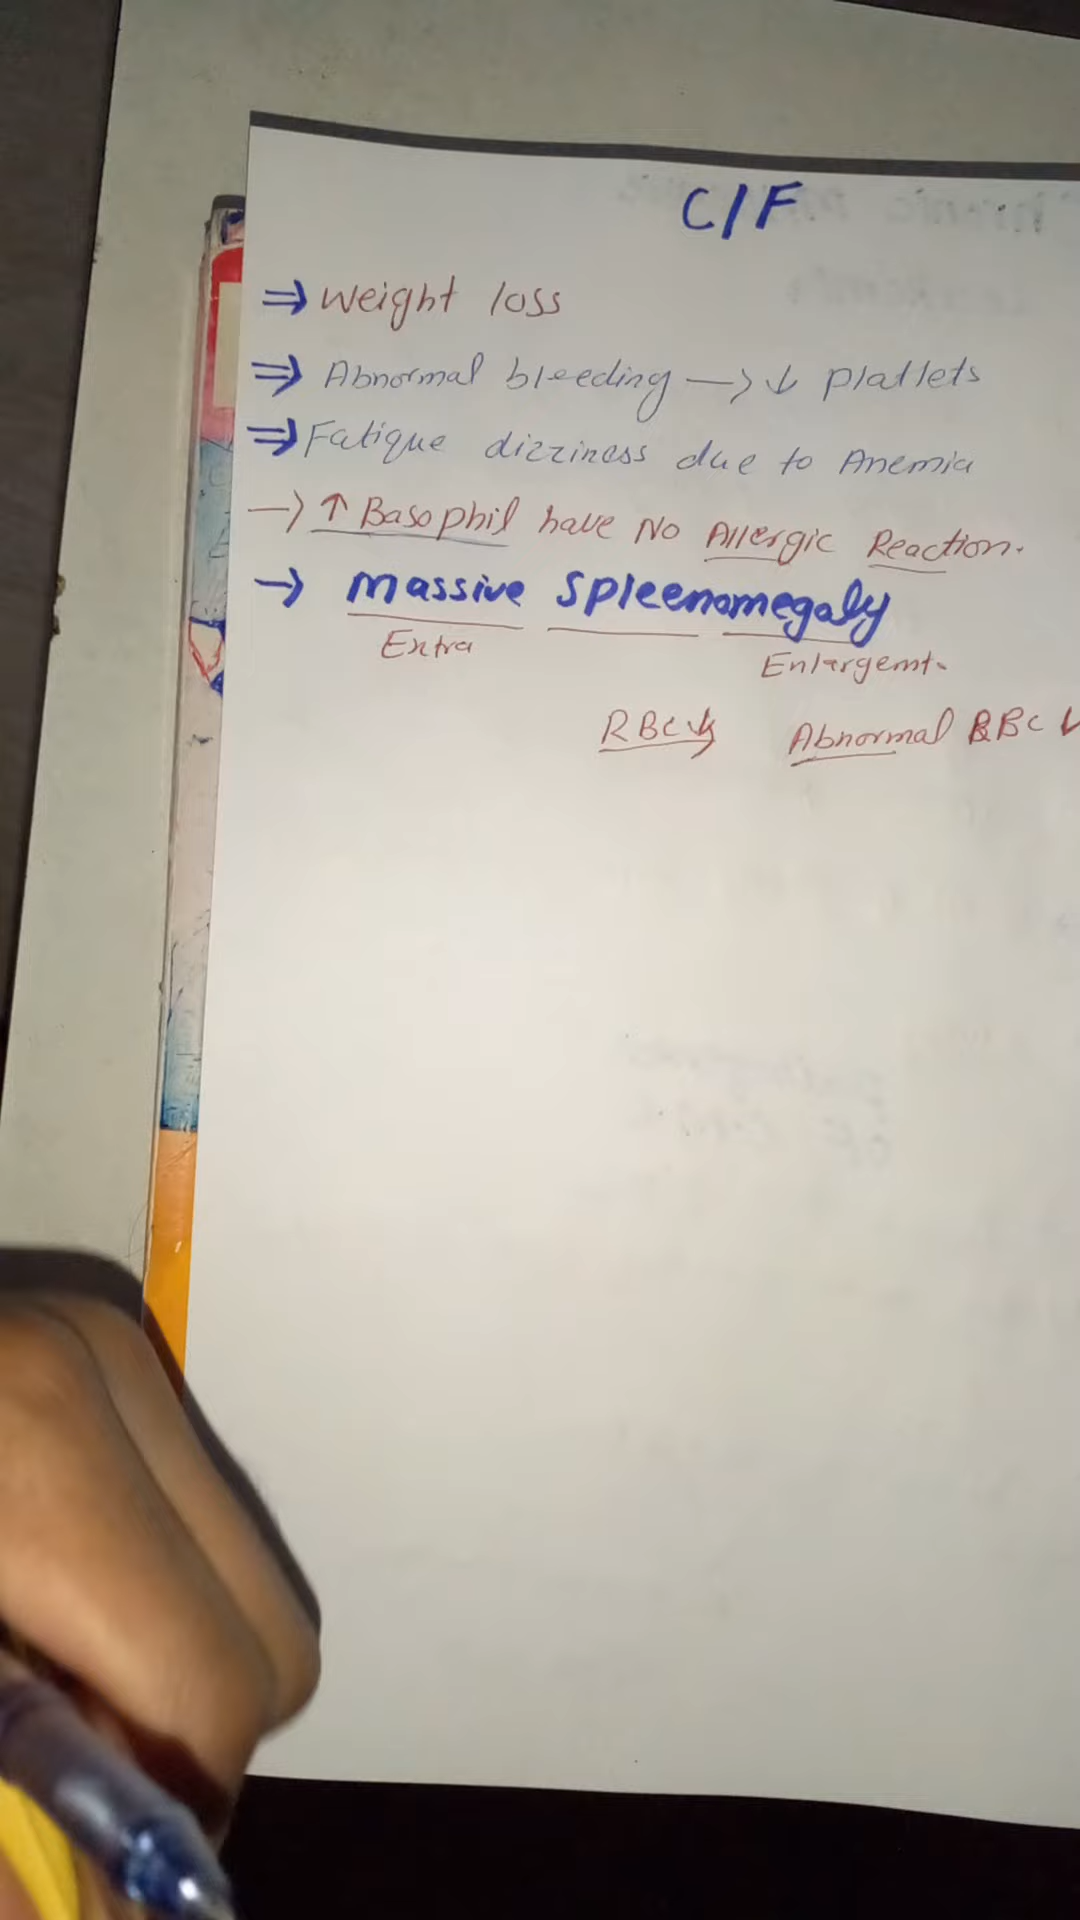 C/F
⇒ weight loss
⇒ Abnormal bleeding → ↓ platlets
⇒ Fatique dizziness due to Anemia
→ ↑ Basophil have No Allergic Reaction.
→ massive spleenomegaly
Extra Enlargemt.
RBC↓ Abnormal RBC ↓